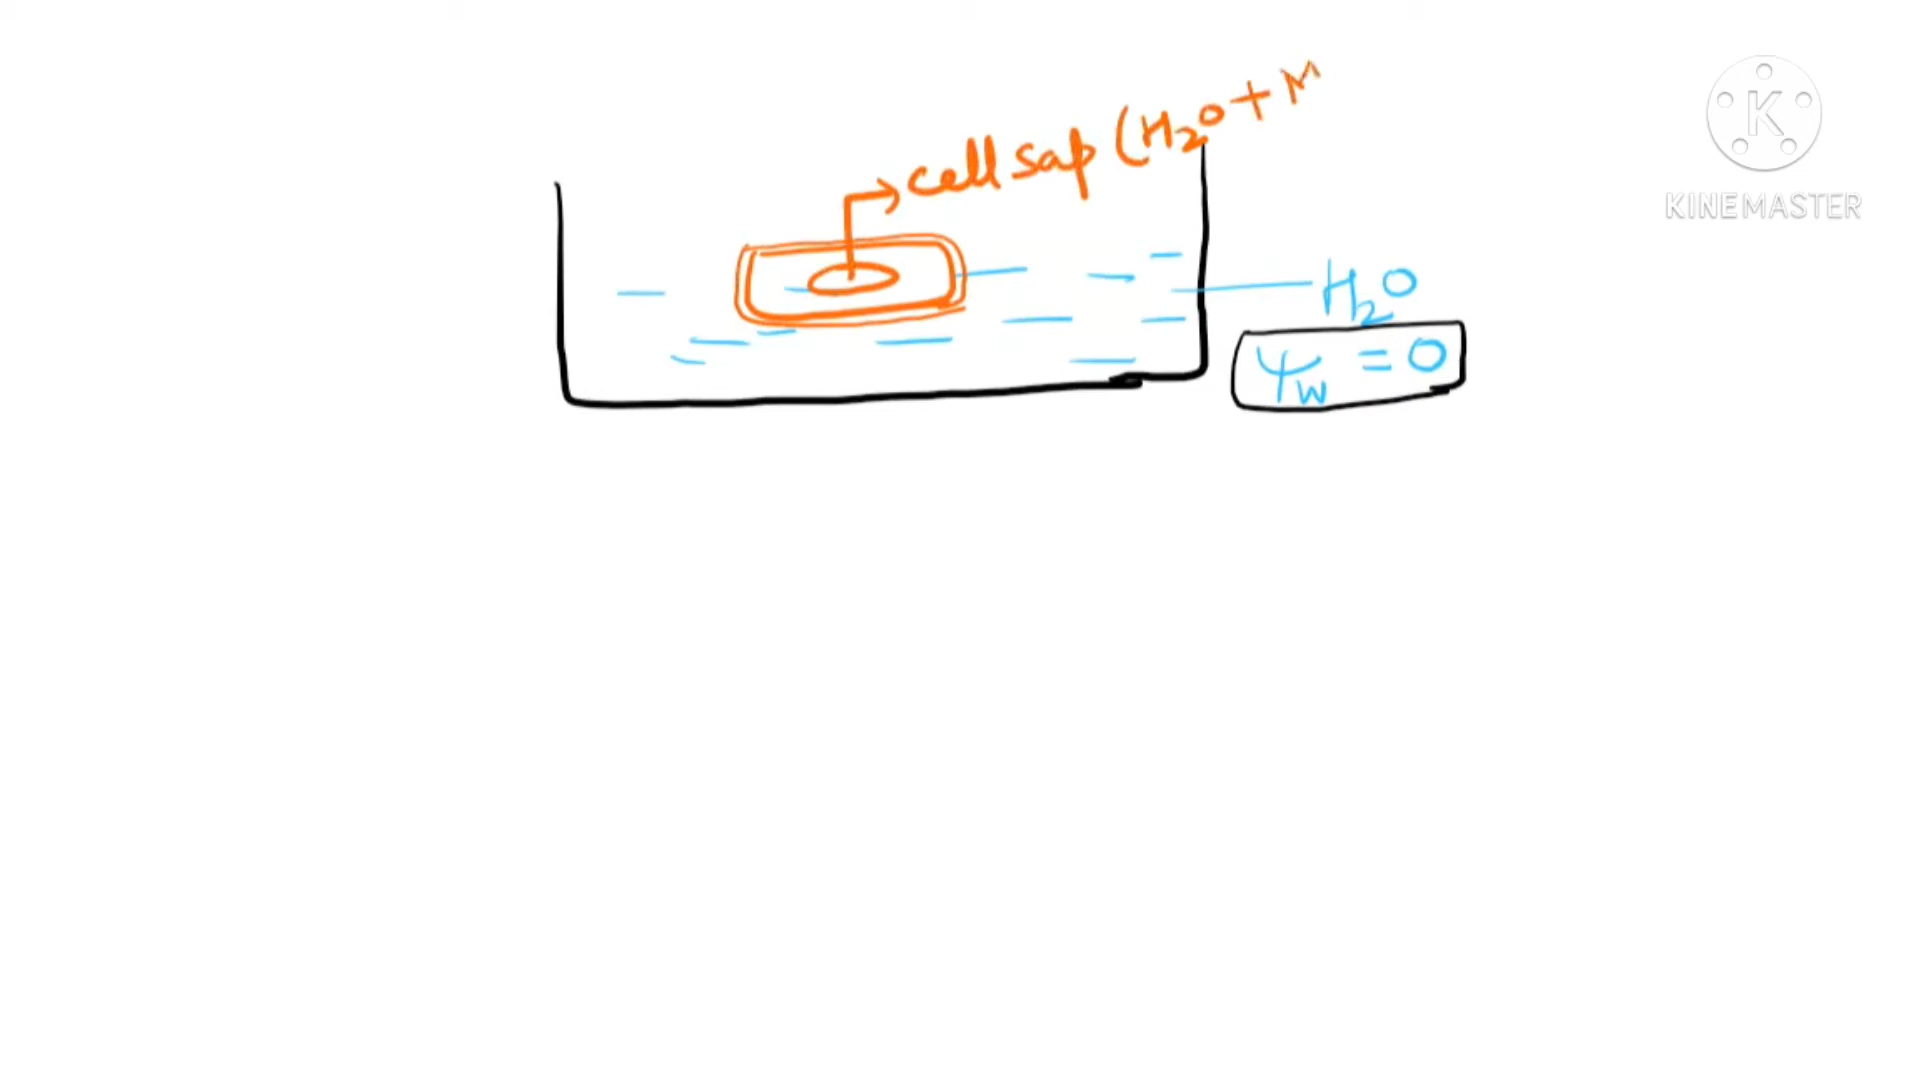 cell sap (H₂O + M
H₂O
Ψw = 0
K
KINEMASTER